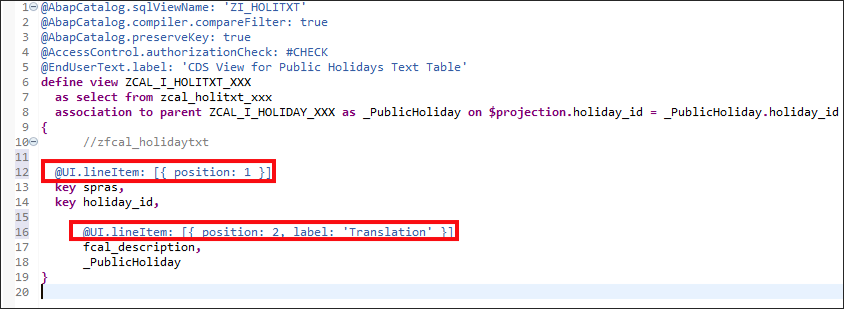 1 @AbapCatalog.sqlViewName: 'ZI_HOLITXT'
2 @AbapCatalog.compiler.compareFilter: true
3 @AbapCatalog.preserveKey: true
4 @AccessControl.authorizationCheck: #CHECK
5 @EndUserText.label: 'CDS View for Public Holidays Text Table'
6 define view ZCAL_I_HOLITXT_XXX
7 as select from zcal_holitxt_xxx
8 association to parent ZCAL_I_HOLIDAY_XXX as _PublicHoliday on $projection.holiday_id = _PublicHoliday.holiday_id
9 {
10 //zfcal_holidaytxt
11
12 @UI.lineItem: [{ position: 1 }]
13 key spras,
14 key holiday_id,
15
16 @UI.lineItem: [{ position: 2, label: 'Translation' }]
17 fcal_description,
18 _PublicHoliday
19 }
20